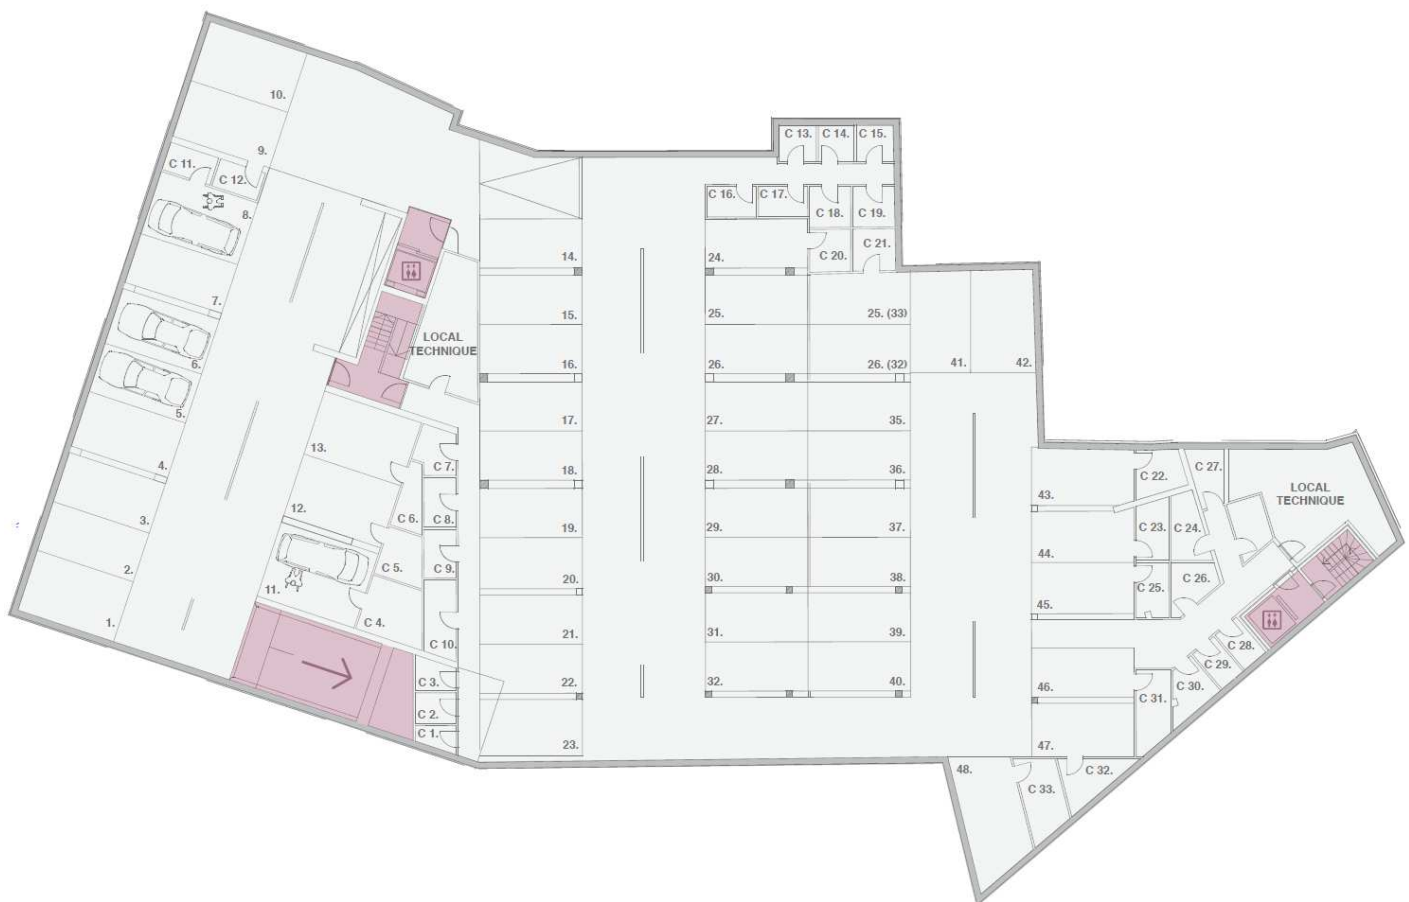 10.
9.
C 11.
C 12.
8.
7.
6.
5.
4.
3.
2.
1.
LOCAL
TECHNIQUE
13.
12.
11.
C 7.
C 6.
C 8.
C 5.
C 9.
C 4.
C 10.
C 3.
C 2.
C 1.
14.
15.
16.
17.
18.
19.
20.
21.
22.
23.
C 13.
C 14.
C 15.
C 16.
C 17.
C 18.
C 19.
C 20.
C 21.
24.
25.
26.
27.
28.
29.
30.
31.
32.
25. (33)
26. (32)
35.
36.
37.
38.
39.
40.
41.
42.
43.
44.
45.
46.
47.
48.
C 22.
C 27.
C 23.
C 24.
C 25.
C 26.
LOCAL
TECHNIQUE
C 28.
C 29.
C 30.
C 31.
C 32.
C 33.